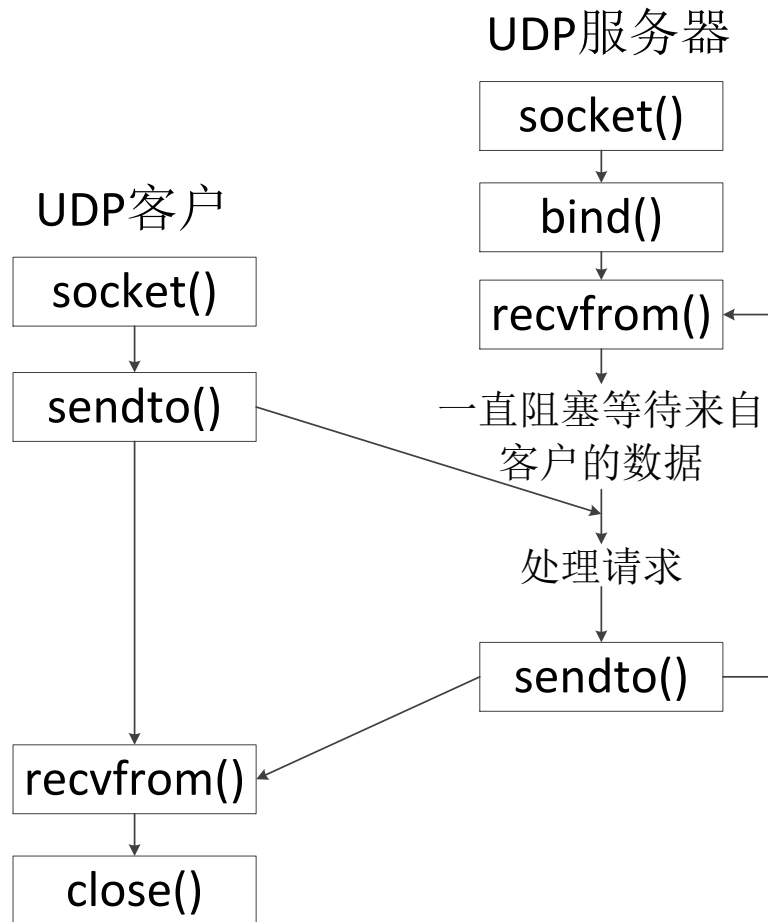 UDP服务器
socket()
bind()
recvfrom()
一直阻塞等待来自
客户的数据
处理请求
sendto()
UDP客户
socket()
sendto()
recvfrom()
close()